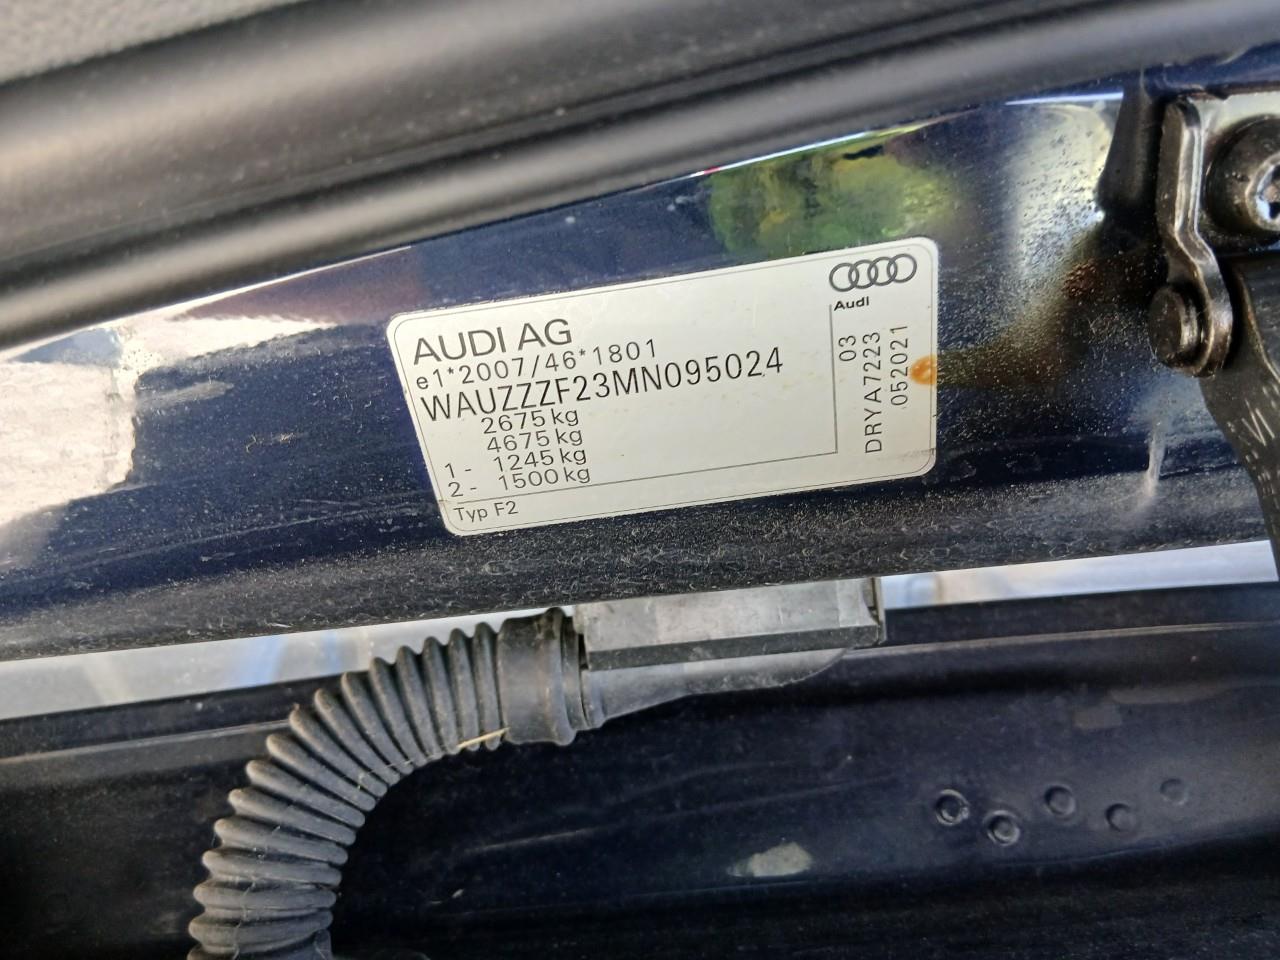 AUDI AG
e1*2007/46*1801
WAUZZZF23MN095024
2675 kg
4675 kg
1 - 1245 kg
2 - 1500 kg
Typ F2
Audi
03
DRYA7223
052021